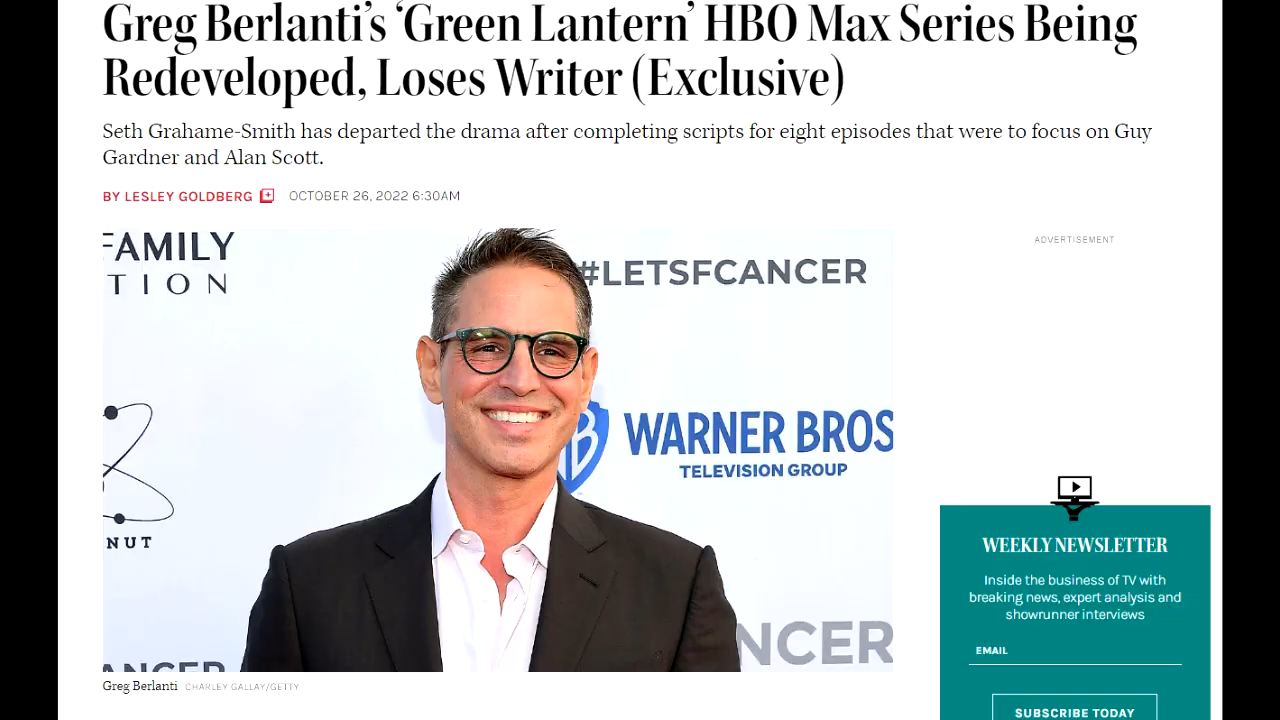 Greg Berlanti's 'Green Lantern' HBO Max Series Being
Redeveloped, Loses Writer (Exclusive)
Seth Grahame-Smith has departed the drama after completing scripts for eight episodes that were to focus on Guy
Gardner and Alan Scott.
BY LESLEY GOLDBERG OCTOBER 26, 2022 6:30AM
FAMILY
TION
#LETSFCANCER
WARNER BROS
TELEVISION GROUP
NUT
NCER
ANCER
Greg Berlanti CHARLEY GALLAY/GETTY
ADVERTISEMENT
WEEKLY NEWSLETTER
Inside the business of TV with
breaking news, expert analysis and
showrunner interviews
EMAIL
SUBSCRIBE TODAY